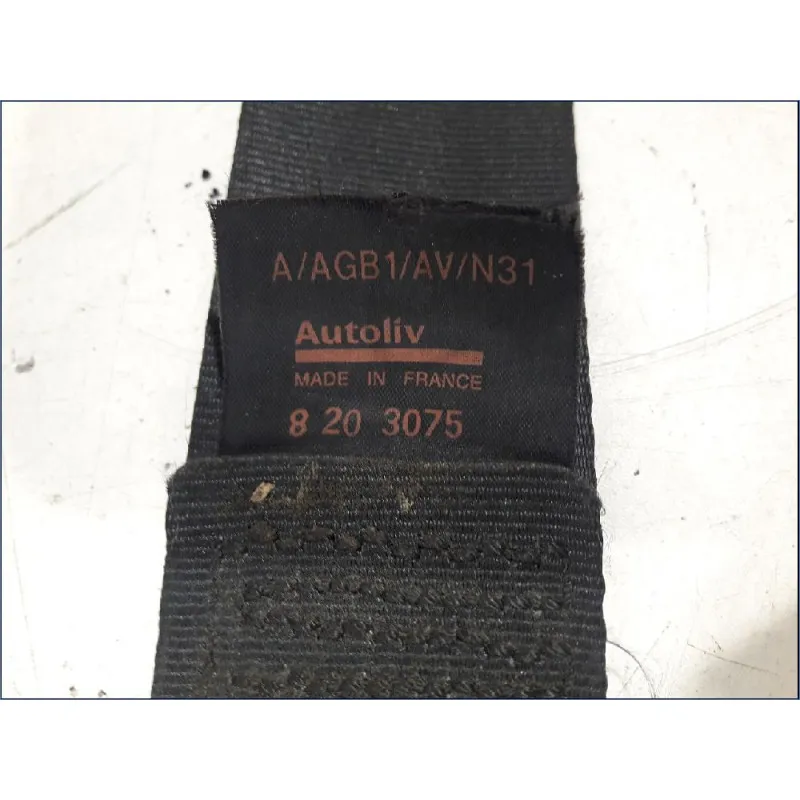 A/AGB1/AV/N31
Autoliv
MADE IN FRANCE
8 20 3075